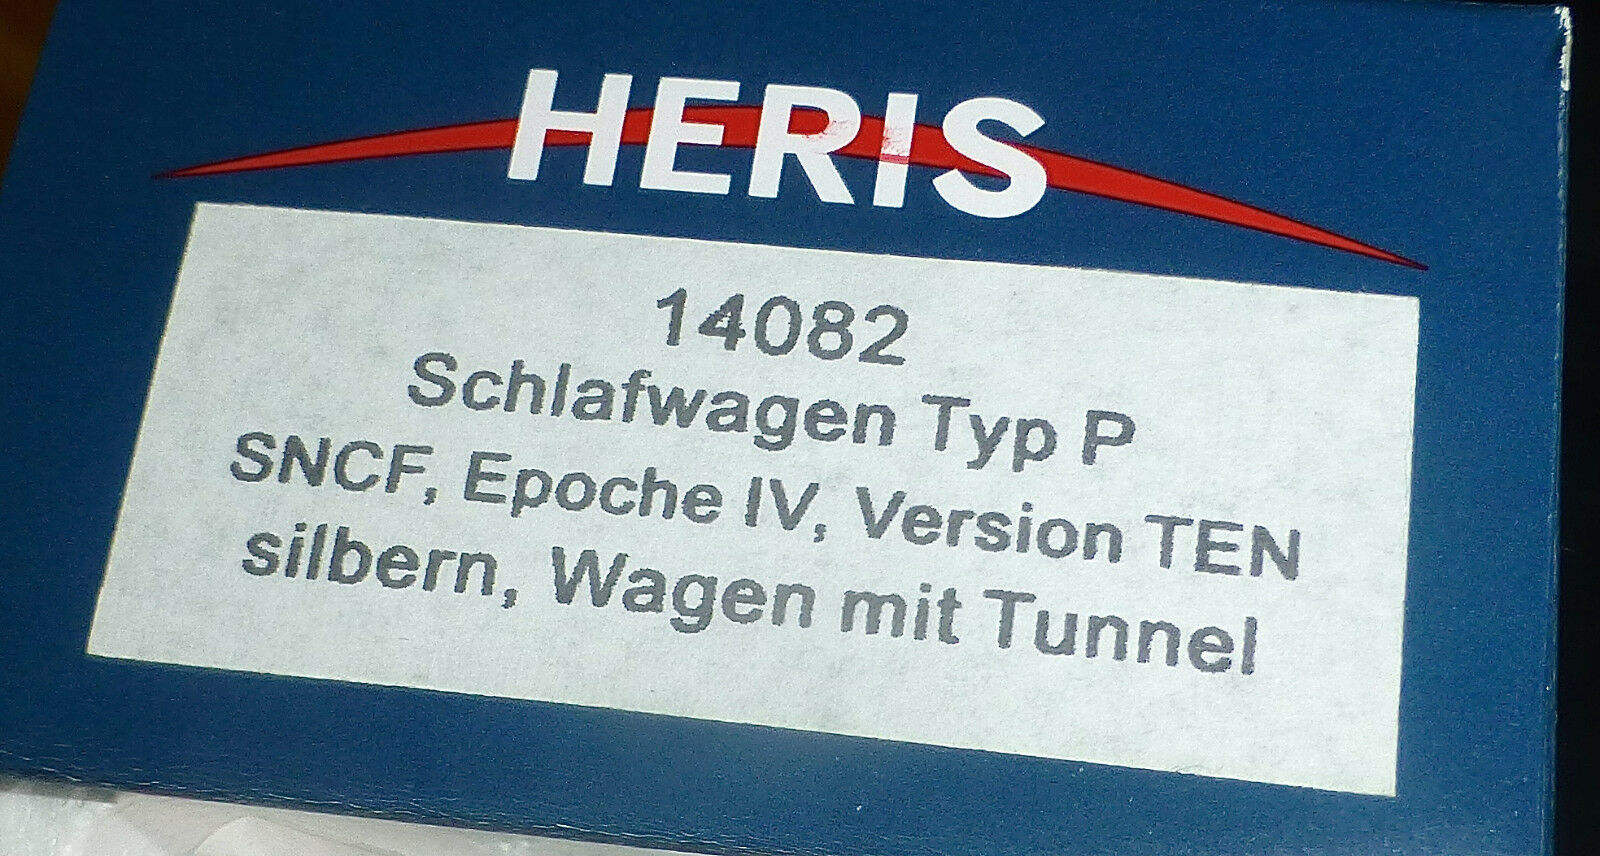 HERIS
14082
Schlafwagen Typ P
SNCF, Epoche IV, Version TEN
silbern, Wagen mit Tunnel